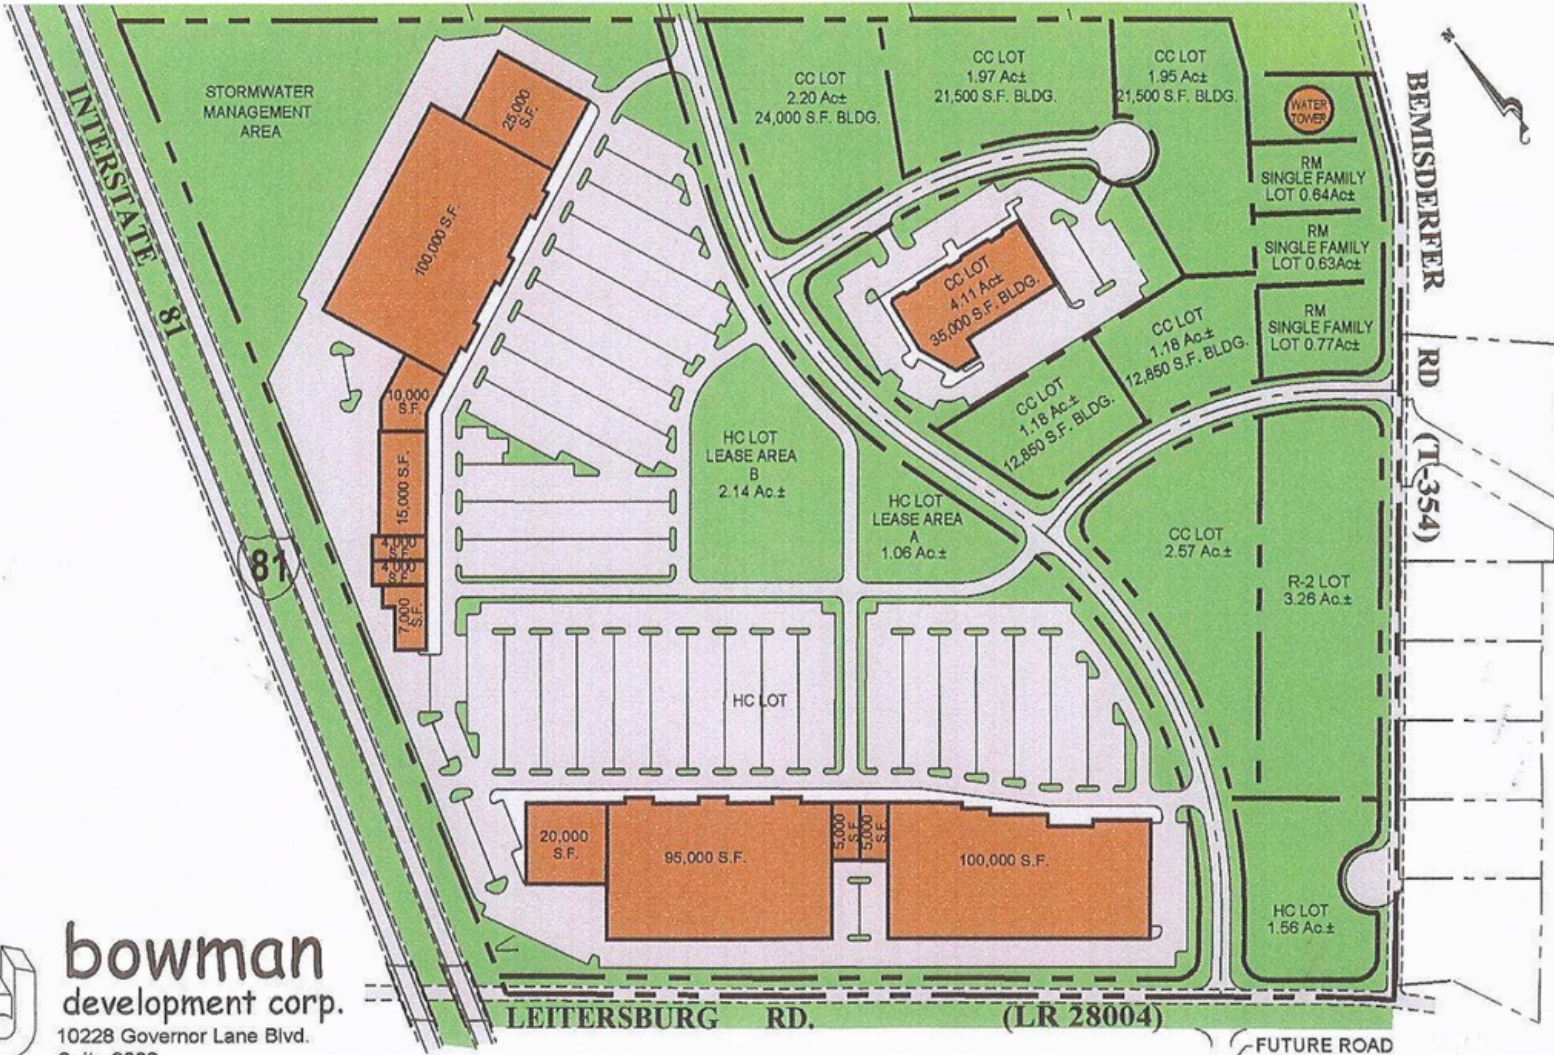 STORMWATER
MANAGEMENT
AREA
INTERSTATE 81
81
25,000
S.F.
100,000 S.F.
10,000
S.F.
15,000 S.F.
4,000
S.F.
4,000
S.F.
7,000
S.F.
CC LOT
2.20 Ac±
24,000 S.F. BLDG.
CC LOT
1.97 Ac±
21,500 S.F. BLDG.
CC LOT
1.95 Ac±
21,500 S.F. BLDG.
WATER
TOWER
RM
SINGLE FAMILY
LOT 0.64Ac±
RM
SINGLE FAMILY
LOT 0.63Ac±
RM
SINGLE FAMILY
LOT 0.77Ac±
N
BEMISDERFER RD (T-354)
CC LOT
4.11 Ac±
35,000 S.F. BLDG.
CC LOT
1.18 Ac.±
12,850 S.F. BLDG.
CC LOT
1.18 Ac.±
12,850 S.F. BLDG.
HC LOT
LEASE AREA
B
2.14 Ac.±
HC LOT
LEASE AREA
A
1.06 Ac.±
CC LOT
2.57 Ac.±
R-2 LOT
3.26 Ac.±
HC LOT
20,000
S.F.
95,000 S.F.
5,000
S.F.
5,000
S.F.
100,000 S.F.
HC LOT
1.56 Ac.±
bowman
development corp.
10228 Governor Lane Blvd.
LEITERSBURG RD. (LR 28004)
FUTURE ROAD